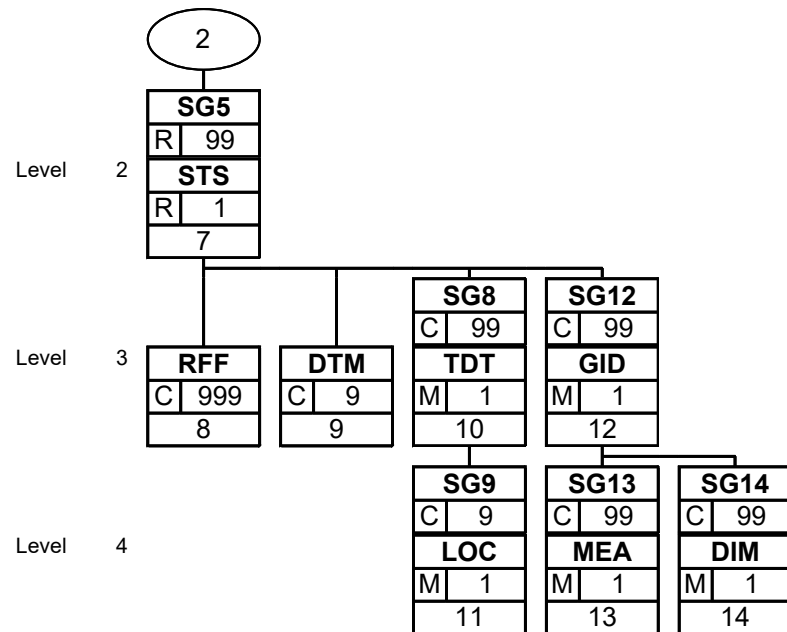 2
SG5
R 99
Level 2 STS
R 1
7
SG8 SG12
C 99 C 99
Level 3 RFF DTM TDT GID
C 999 C 9 M 1 M 1
8 9 10 12
SG9 SG13 SG14
C 9 C 99 C 99
Level 4 LOC MEA DIM
M 1 M 1 M 1
11 13 14